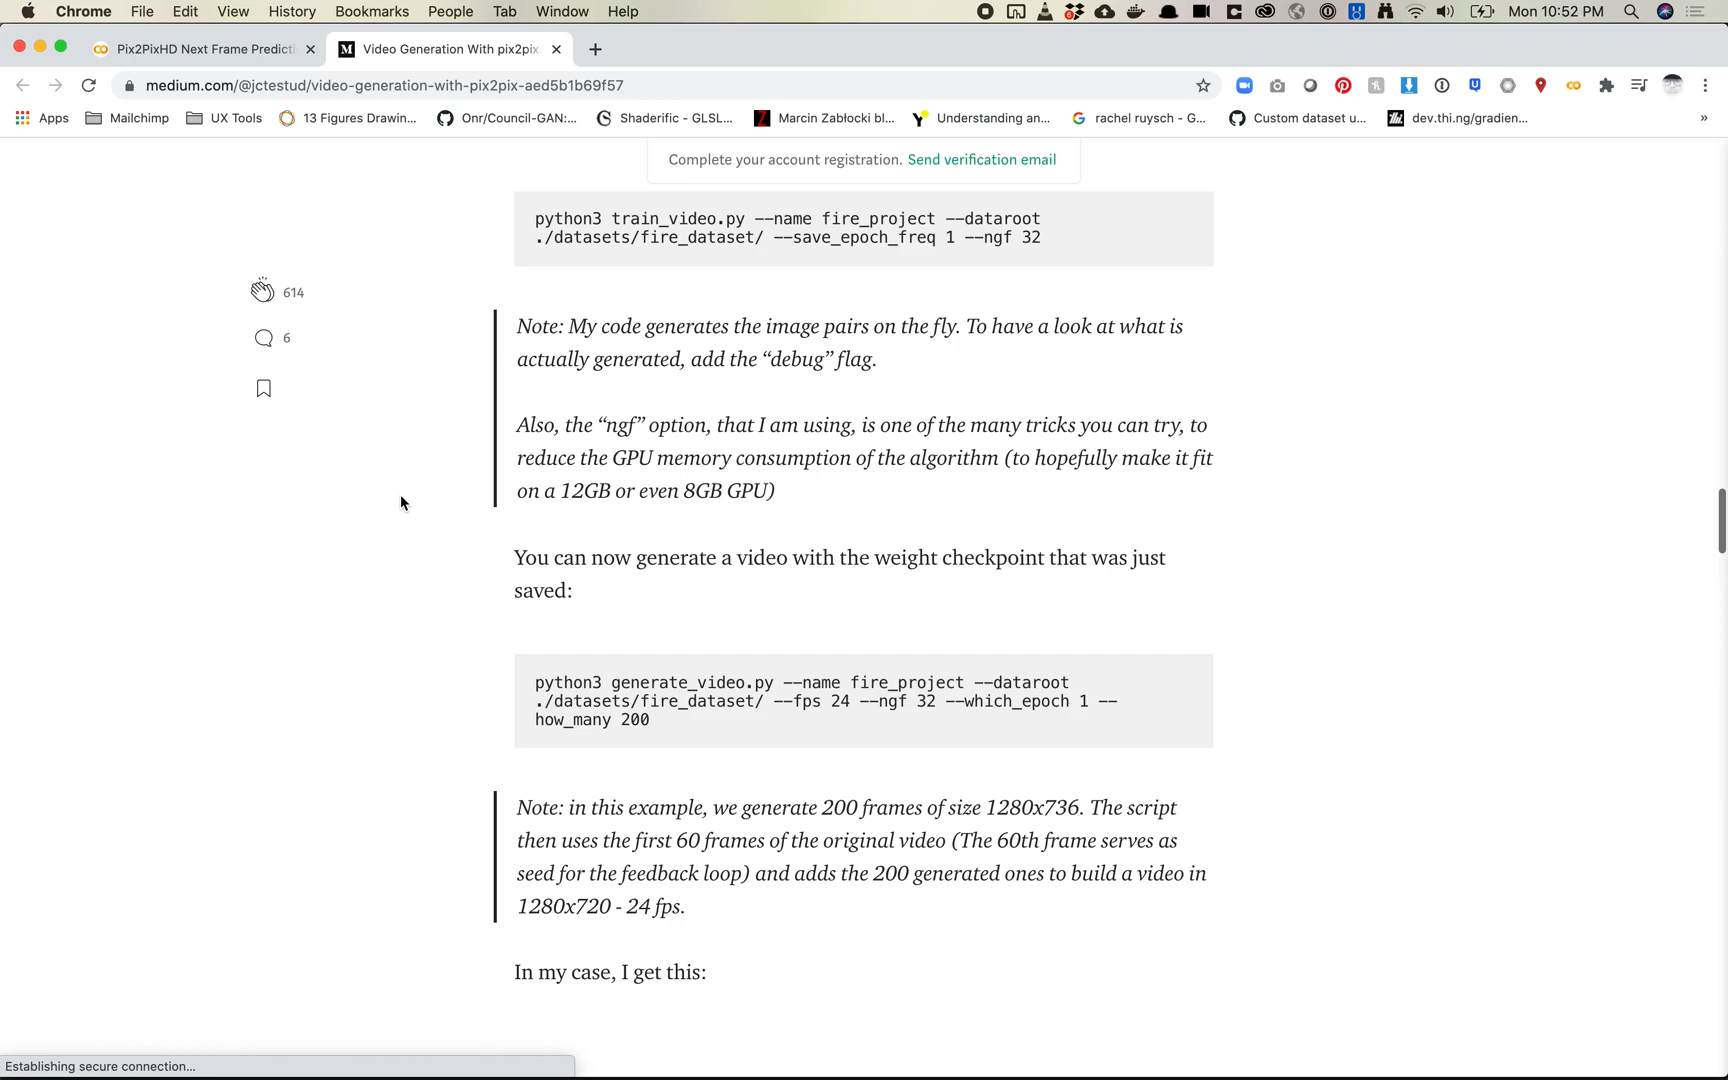 Chrome File Edit View History Bookmarks People Tab Window Help
Mon 10:52 PM
Pix2PixHD Next Frame Predicti
Video Generation With pix2pix.
medium.com/@jctestud/video-generation-with-pix2pix-aed5b1b69f57
Apps Mailchimp UX Tools 13 Figures Drawin... Onr/Council-GAN:... Shaderific - GLSL... Marcin Zabłocki bl... Understanding an... rachel ruysch - G... Custom dataset u... dev.thi.ng/gradien... »
Complete your account registration. Send verification email
python3 train_video.py --name fire_project --dataroot
./datasets/fire_dataset/ --save_epoch_freq 1 --ngf 32
614
6
Note: My code generates the image pairs on the fly. To have a look at what is
actually generated, add the “debug” flag.
Also, the “ngf” option, that I am using, is one of the many tricks you can try, to
reduce the GPU memory consumption of the algorithm (to hopefully make it fit
on a 12GB or even 8GB GPU)
You can now generate a video with the weight checkpoint that was just
saved:
python3 generate_video.py --name fire_project --dataroot
./datasets/fire_dataset/ --fps 24 --ngf 32 --which_epoch 1 --
how_many 200
Note: in this example, we generate 200 frames of size 1280x736. The script
then uses the first 60 frames of the original video (The 60th frame serves as
seed for the feedback loop) and adds the 200 generated ones to build a video in
1280x720 - 24 fps.
In my case, I get this:
Establishing secure connection...